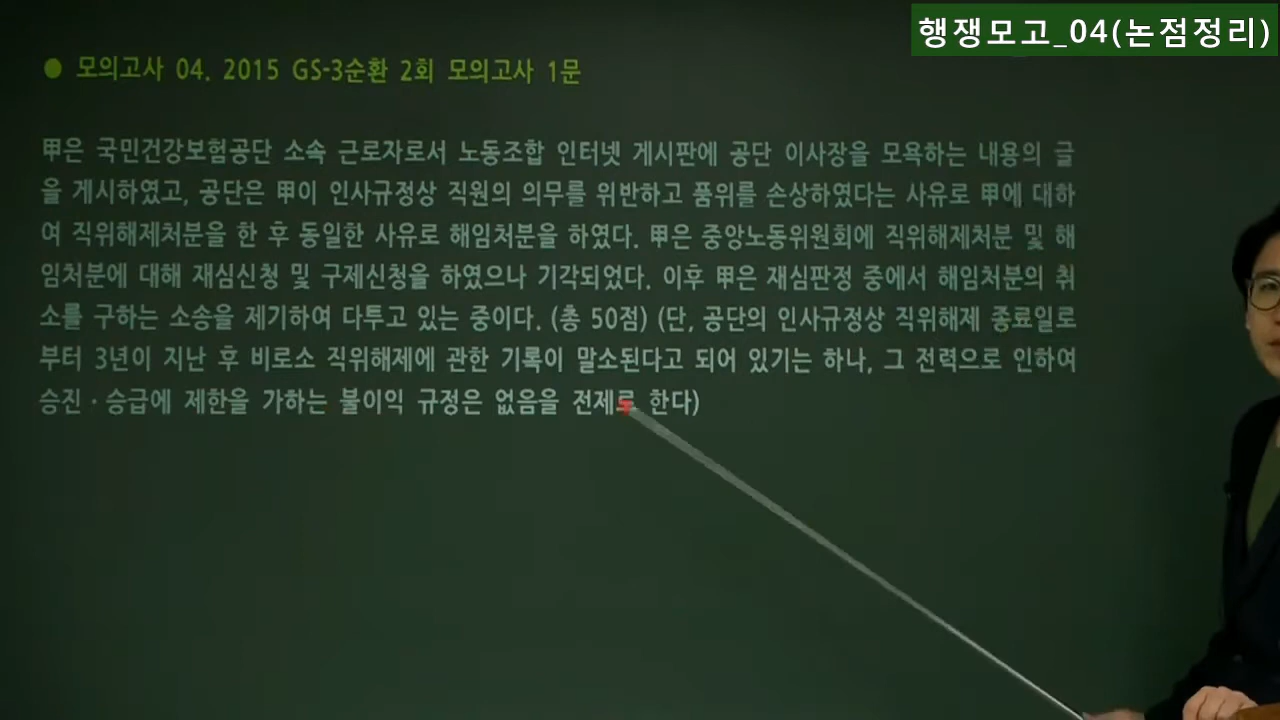 행쟁모고_04(논점정리)
● 모의고사 04. 2015 GS-3순환 2회 모의고사 1문
甲은 국민건강보험공단 소속 근로자로서 노동조합 인터넷 게시판에 공단 이사장을 모욕하는 내용의 글
을 게시하였고, 공단은 甲이 인사규정상 직원의 의무를 위반하고 품위를 손상하였다는 사유로 甲에 대하
여 직위해제처분을 한 후 동일한 사유로 해임처분을 하였다. 甲은 중앙노동위원회에 직위해제처분 및 해
임처분에 대해 재심신청 및 구제신청을 하였으나 기각되었다. 이후 甲은 재심판정 중에서 해임처분의 취
소를 구하는 소송을 제기하여 다투고 있는 중이다. (총 50점) (단, 공단의 인사규정상 직위해제 종료일로
부터 3년이 지난 후 비로소 직위해제에 관한 기록이 말소된다고 되어 있기는 하나, 그 전력으로 인하여
승진·승급에 제한을 가하는 불이익 규정은 없음을 전제로 한다)